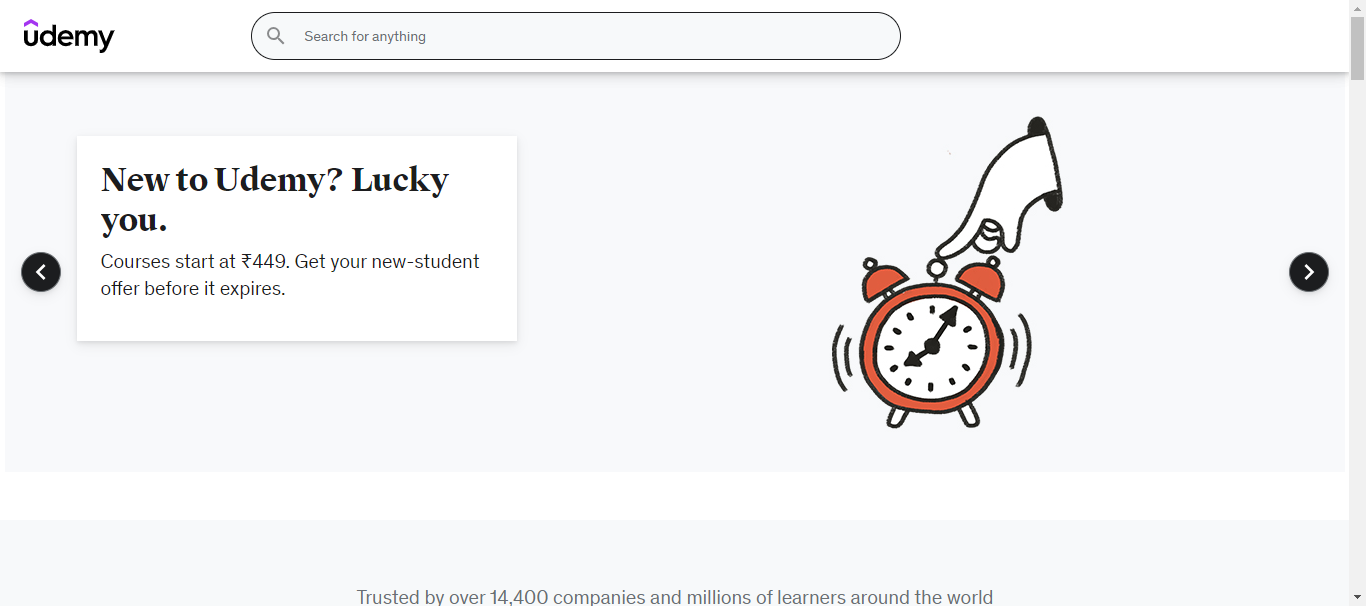 udemy
Search for anything
New to Udemy? Lucky
you.
Courses start at ₹449. Get your new-student
offer before it expires.
Trusted by over 14,400 companies and millions of learners around the world